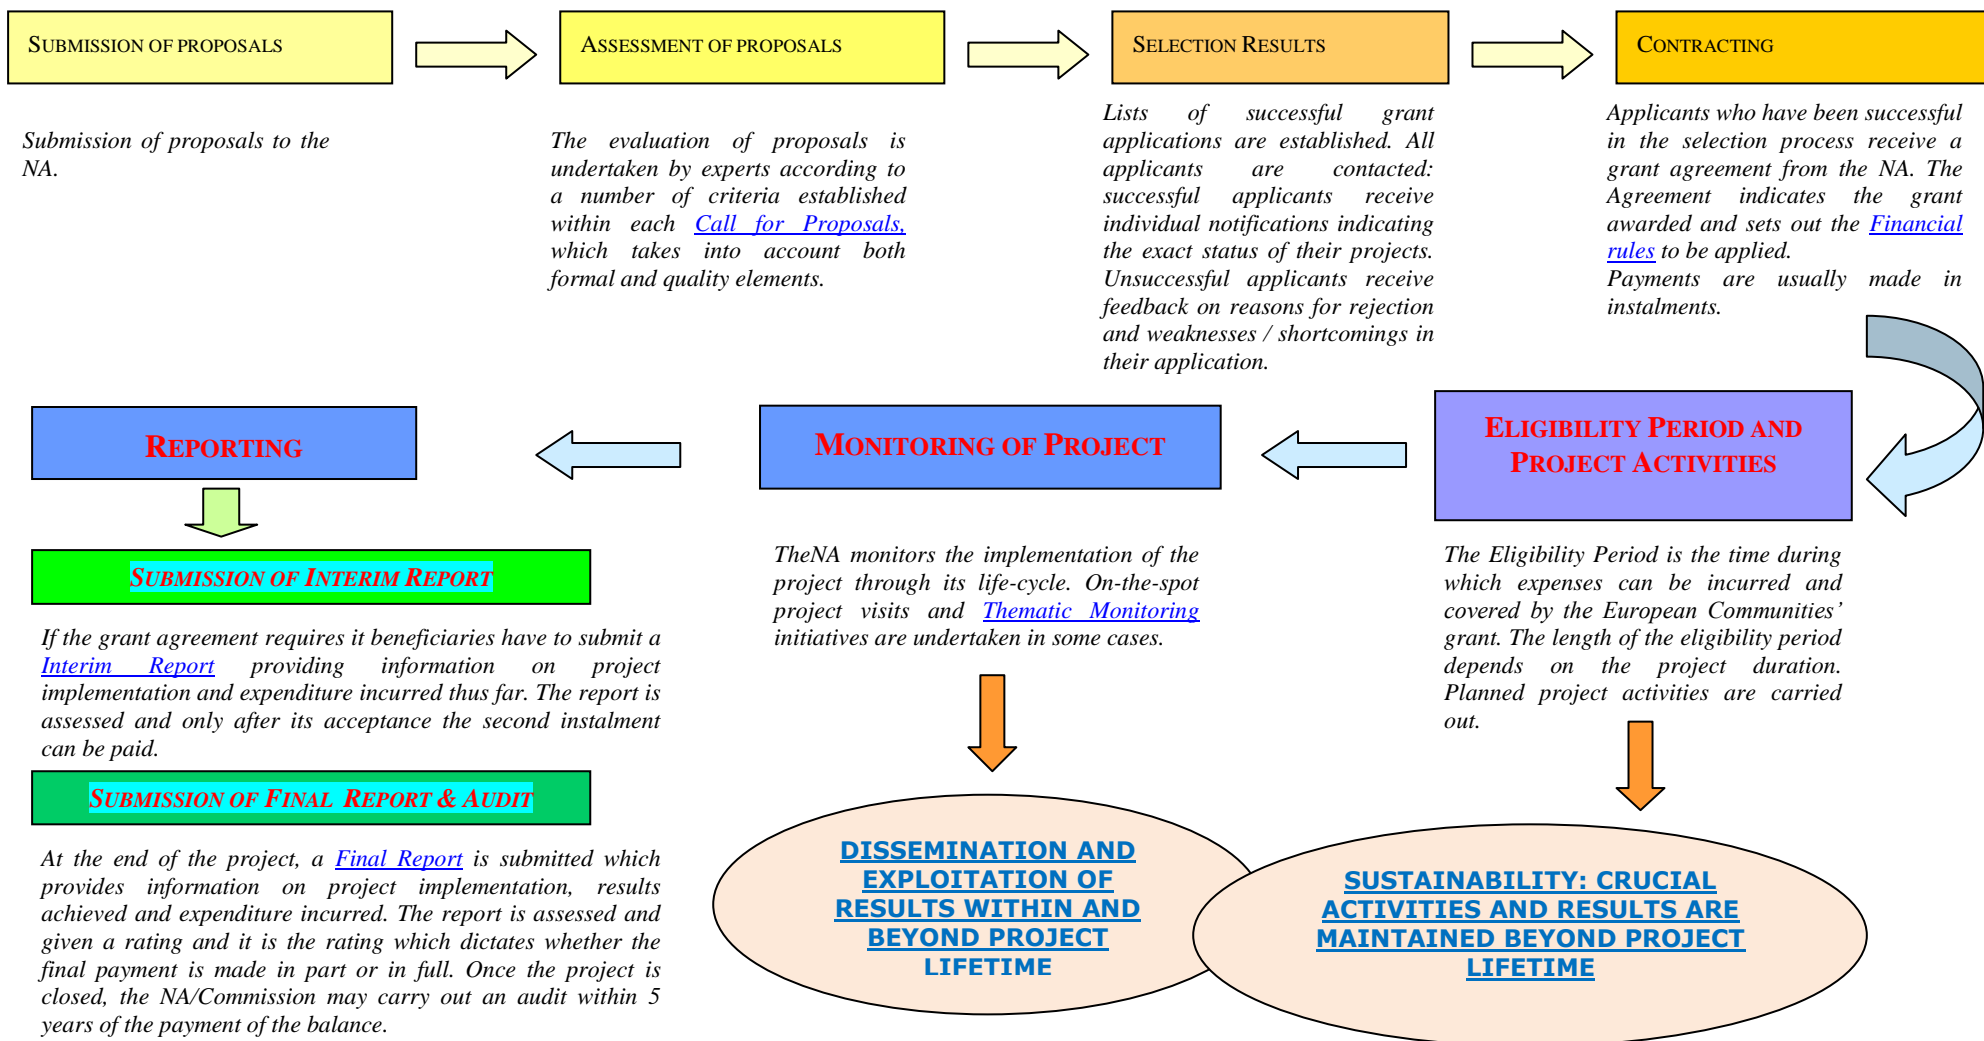 SUBMISSION OF PROPOSALS
ASSESSMENT OF PROPOSALS
SELECTION RESULTS
CONTRACTING
Submission of proposals to the
NA.
The evaluation of proposals is
undertaken by experts according to
a number of criteria established
within each Call for Proposals,
which takes into account both
formal and quality elements.
Lists of successful grant
applications are established. All
applicants are contacted:
successful applicants receive
individual notifications indicating
the exact status of their projects.
Unsuccessful applicants receive
feedback on reasons for rejection
and weaknesses / shortcomings in
their application.
Applicants who have been successful
in the selection process receive a
grant agreement from the NA. The
Agreement indicates the grant
awarded and sets out the Financial
rules to be applied.
Payments are usually made in
instalments.
ELIGIBILITY PERIOD AND
PROJECT ACTIVITIES
The Eligibility Period is the time during
which expenses can be incurred and
covered by the European Communities’
grant. The length of the eligibility period
depends on the project duration.
Planned project activities are carried
out.
MONITORING OF PROJECT
TheNA monitors the implementation of the
project through its life-cycle. On-the-spot
project visits and Thematic Monitoring
initiatives are undertaken in some cases.
REPORTING
SUBMISSION OF INTERIM REPORT
If the grant agreement requires it beneficiaries have to submit a
Interim Report providing information on project
implementation and expenditure incurred thus far. The report is
assessed and only after its acceptance the second instalment
can be paid.
SUBMISSION OF FINAL REPORT & AUDIT
At the end of the project, a Final Report is submitted which
provides information on project implementation, results
achieved and expenditure incurred. The report is assessed and
given a rating and it is the rating which dictates whether the
final payment is made in part or in full. Once the project is
closed, the NA/Commission may carry out an audit within 5
years of the payment of the balance.
DISSEMINATION AND
EXPLOITATION OF
RESULTS WITHIN AND
BEYOND PROJECT
LIFETIME
SUSTAINABILITY: CRUCIAL
ACTIVITIES AND RESULTS ARE
MAINTAINED BEYOND PROJECT
LIFETIME